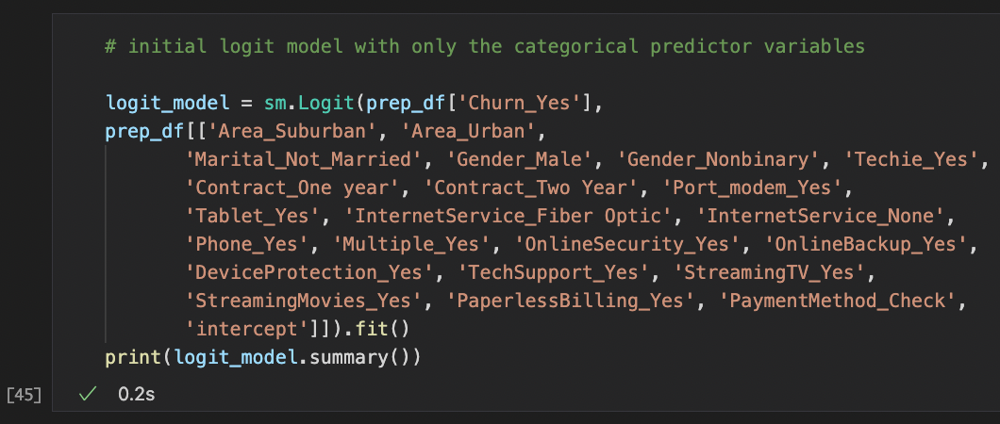 # initial logit model with only the categorical predictor variables
logit_model = sm.Logit(prep_df['Churn_Yes'],
prep_df[['Area_Suburban', 'Area_Urban',
'Marital_Not_Married', 'Gender_Male', 'Gender_Nonbinary', 'Techie_Yes',
'Contract_One year', 'Contract_Two Year', 'Port_modem_Yes',
'Tablet_Yes', 'InternetService_Fiber Optic', 'InternetService_None',
'Phone_Yes', 'Multiple_Yes', 'OnlineSecurity_Yes', 'OnlineBackup_Yes',
'DeviceProtection_Yes', 'TechSupport_Yes', 'StreamingTV_Yes',
'StreamingMovies_Yes', 'PaperlessBilling_Yes', 'PaymentMethod_Check',
'intercept']]).fit()
print(logit_model.summary())
[45] ✓ 0.2s